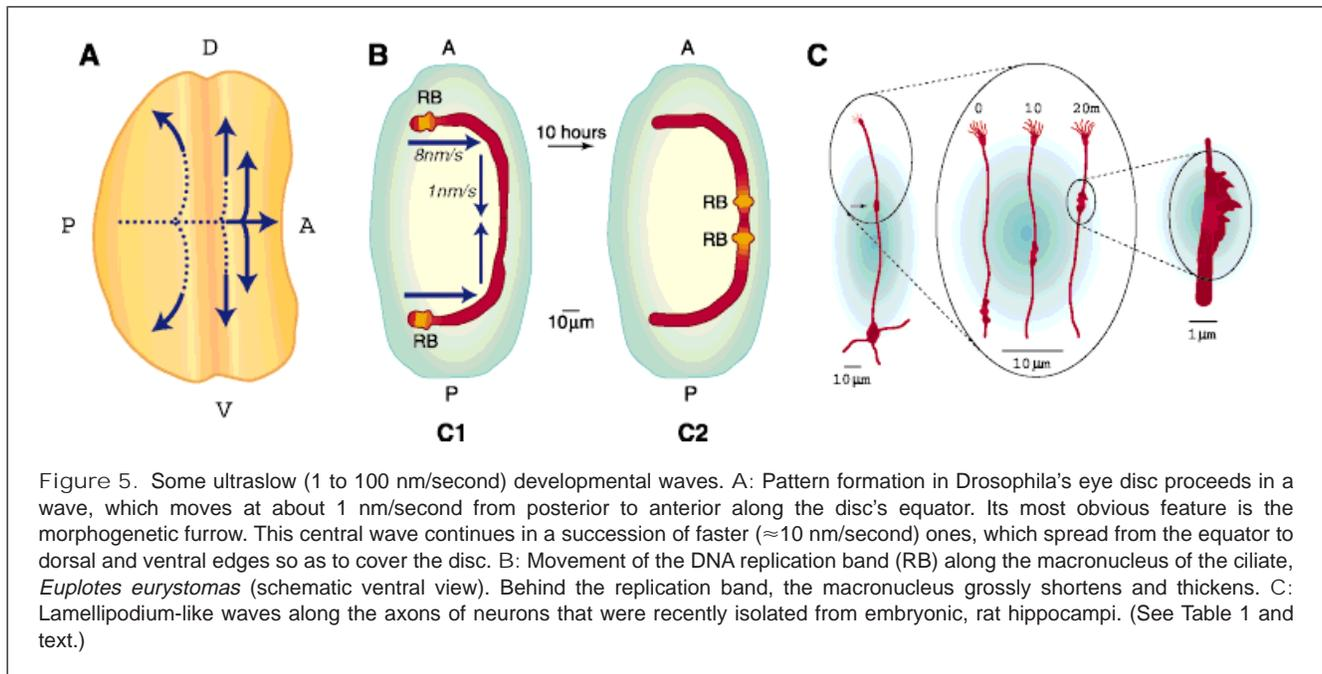 A
D
P
A
V
B
A
RB
8nm/s
1nm/s
RB
P
C1
10 hours
10μm
A
RB
RB
P
C2
C
0 10 20m
10μm
10μm
1μm
Figure 5. Some ultraslow (1 to 100 nm/second) developmental waves. A: Pattern formation in Drosophila's eye disc proceeds in a
wave, which moves at about 1 nm/second from posterior to anterior along the disc's equator. Its most obvious feature is the
morphogenetic furrow. This central wave continues in a succession of faster (≈10 nm/second) ones, which spread from the equator to
dorsal and ventral edges so as to cover the disc. B: Movement of the DNA replication band (RB) along the macronucleus of the ciliate,
Euplotes eurystomas (schematic ventral view). Behind the replication band, the macronucleus grossly shortens and thickens. C:
Lamellipodium-like waves along the axons of neurons that were recently isolated from embryonic, rat hippocampi. (See Table 1 and
text.)